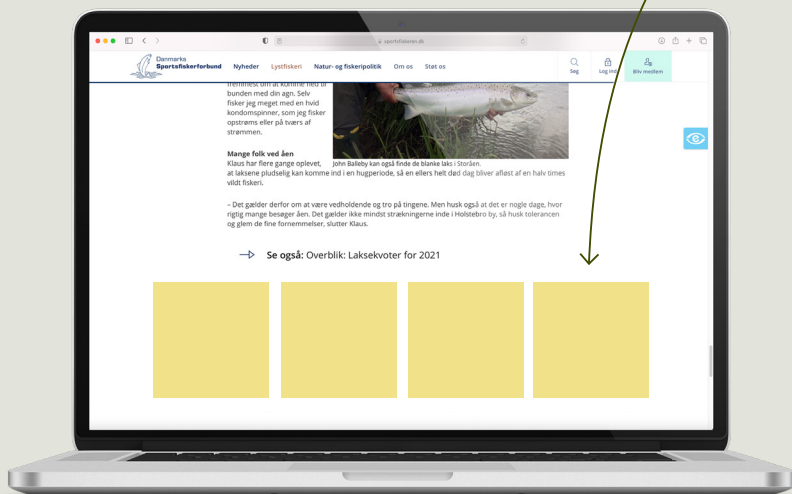 sportsfiskeren.dk
Danmarks
Sportsfiskerforbund
Nyheder Lystfiskeri Natur- og fiskeripolitik Om os Støt os
Søg Log ind Bliv medlem
fremmest om at komme ned til
bunden med din agn. Selv
fisker jeg meget med en hvid
kondomspinner, som jeg fisker
opstrøms eller på tværs af
strømmen.
Mange folk ved åen
Klaus har flere gange oplevet,
John Balleby kan også finde de blanke laks i Storåen.
at laksene pludselig kan komme ind i en hugperiode, så en ellers helt død dag bliver afløst af en halv times
vildt fiskeri.
– Det gælder derfor om at være vedholdende og tro på tingene. Men husk også at det er nogle dage, hvor
rigtig mange besøger åen. Det gælder ikke mindst strækningerne inde i Holstebro by, så husk tolerancen
og glem de fine fornemmelser, slutter Klaus.
Se også: Overblik: Laksekvoter for 2021